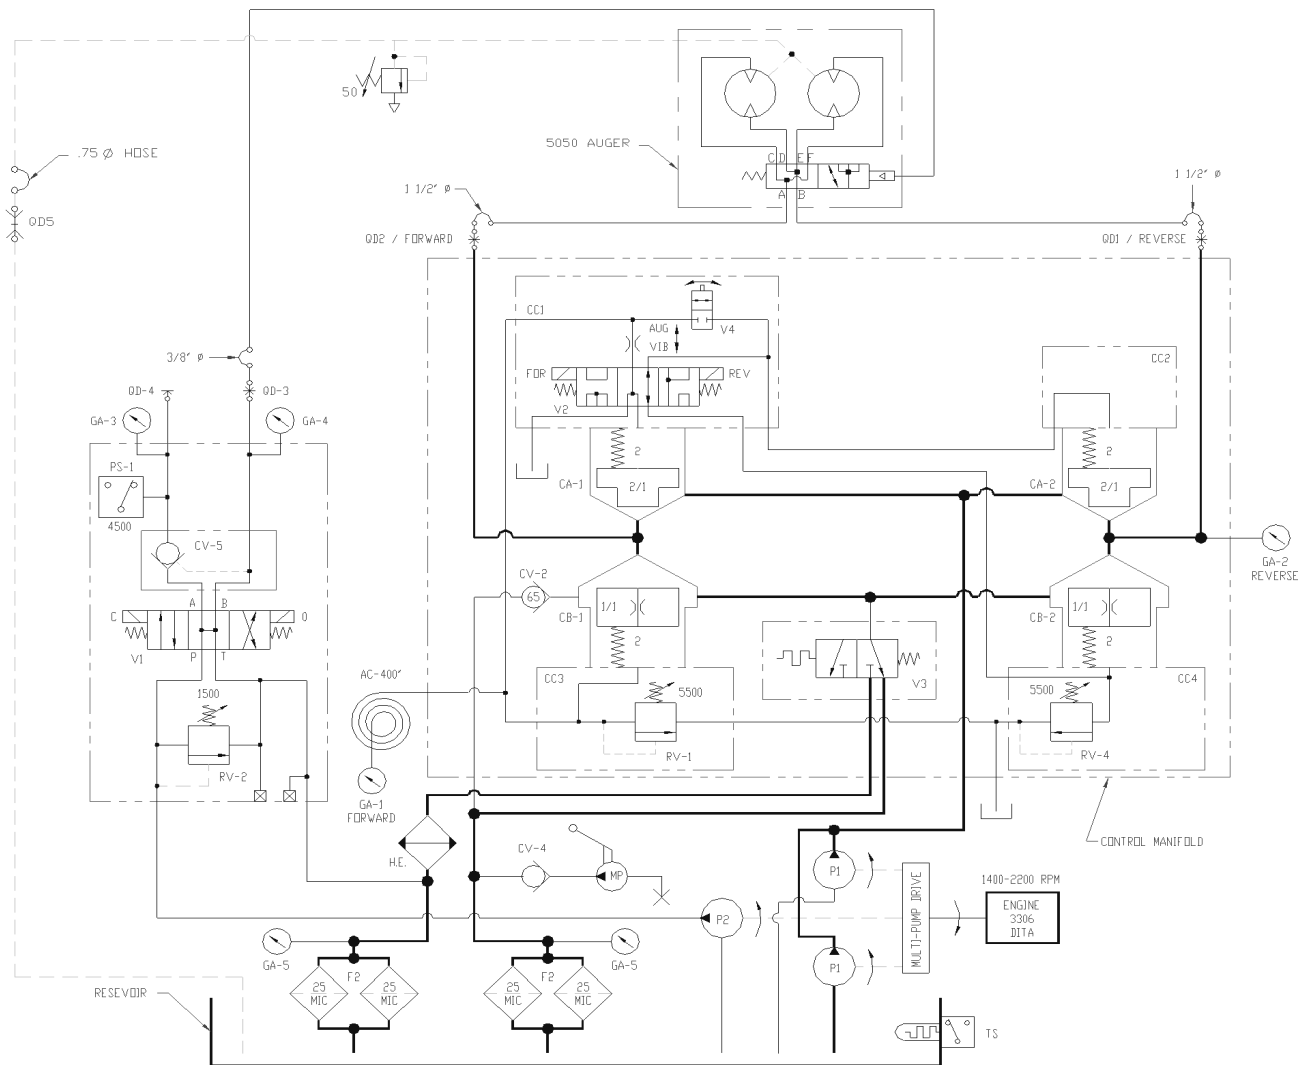 50
5050 AUGER
.75 Ø HOSE
C D E F
A B
1 1/2" Ø
1 1/2" Ø
QD5
QD2 / FORWARD
QD1 / REVERSE
CC1
AUG
VIB
V4
3/8" Ø
CC2
FOR
REV
V2
QD-4
QD-3
GA-3
GA-4
2
2
PS-1
CA-1
2/1
CA-2
2/1
4500
CV-5
GA-2
REVERSE
CV-2
65
A
B
1/1
1/1
C
O
CB-1
CB-2
V1
P
T
2
2
V3
AC-400"
CC3
5500
5500
CC4
1500
RV-2
RV-1
RV-4
GA-1
FORWARD
CONTROL MANIFOLD
H.E.
CV-4
MP
P1
MULTI-PUMP DRIVE
1400-2200 RPM
ENGINE
3306
DITA
P2
GA-5
F2
F2
GA-5
P1
25
MIC
25
MIC
25
MIC
25
MIC
RESEVOIR
TS